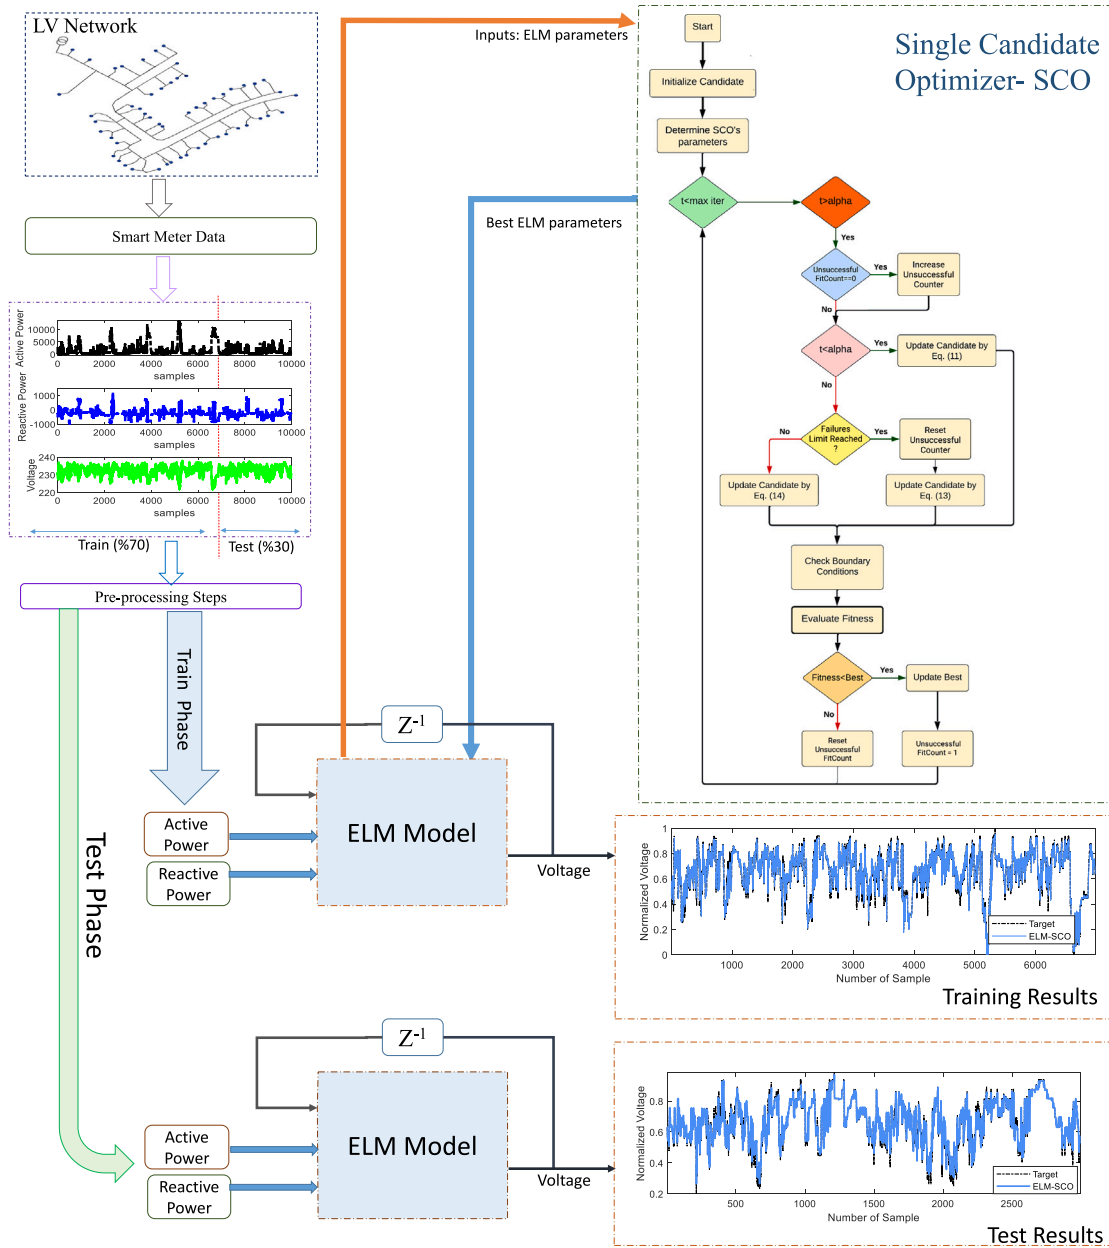 LV Network
Smart Meter Data
Active Power
10000
5000
0
0 2000 4000 6000 8000 10000
samples
Reactive Power
1000
0
-1000
0 2000 4000 6000 8000 10000
samples
Voltage
240
230
220
0 2000 4000 6000 8000 10000
samples
Train (%70)
Test (%30)
Pre-processing Steps
Train Phase
Test Phase
Inputs: ELM parameters
Best ELM parameters
Single Candidate
Optimizer- SCO
Start
Initialize Candidate
Determine SCO's
parameters
t<max iter
t>alpha
Yes
Unsuccessful
FitCount==0
Yes
Increase
Unsuccessful
Counter
No
t<alpha
Yes
Update Candidate by
Eq. (11)
No
Failures
Limit Reached
?
No
Yes
Reset
Unsuccessful
Counter
Update Candidate by
Eq. (14)
Update Candidate by
Eq. (13)
Check Boundary
Conditions
Evaluate Fitness
Fitness<Best
Yes
Update Best
No
Reset
Unsuccessful
FitCount
Unsuccessful
FitCount = 1
Z-1
Active
Power
Reactive
Power
ELM Model
Voltage
Normalized Voltage
1
0.8
0.6
0.4
0.2
0
1000 2000 3000 4000 5000 6000
Number of Sample
Target
ELM-SCO
Training Results
Z-1
Active
Power
Reactive
Power
ELM Model
Voltage
Normalized Voltage
0.8
0.6
0.4
0.2
500 1000 1500 2000 2500
Number of Sample
Target
ELM-SCO
Test Results